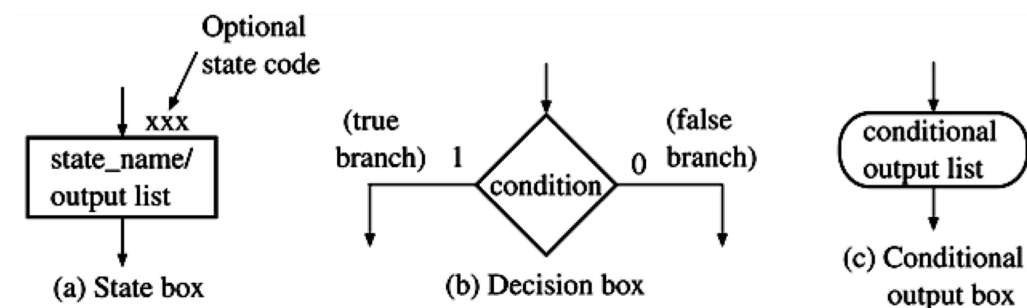 Optional
state code
xxx
state_name/
output list
(a) State box
(true
branch)
1
condition
0
(false
branch)
(b) Decision box
conditional
output list
(c) Conditional
output box